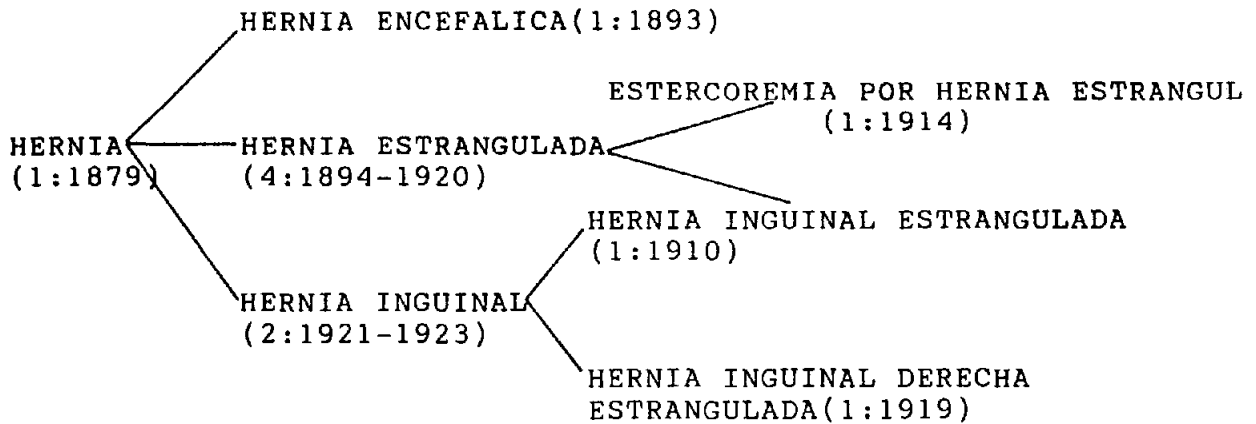 HERNIA ENCEFALICA(1:1893)
ESTERCOREMIA POR HERNIA ESTRANGUL
(1:1914)
HERNIA
(1:1879)
HERNIA ESTRANGULADA
(4:1894-1920)
HERNIA INGUINAL ESTRANGULADA
(1:1910)
HERNIA INGUINAL
(2:1921-1923)
HERNIA INGUINAL DERECHA
ESTRANGULADA(1:1919)